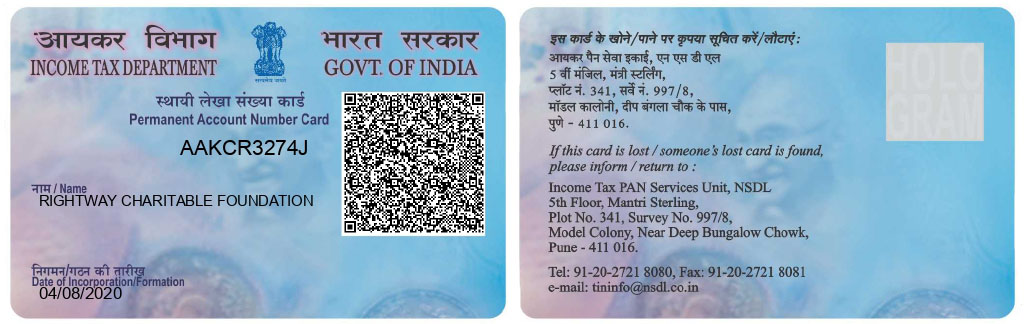 आयकर विभाग
INCOME TAX DEPARTMENT
भारत सरकार
GOVT. OF INDIA
स्थायी लेखा संख्या कार्ड
Permanent Account Number Card
AAKCR3274J
नाम / Name
RIGHTWAY CHARITABLE FOUNDATION
निगमन/गठन की तारीख
Date of Incorporation/Formation
04/08/2020
इस कार्ड के खोने/पाने पर कृपया सूचित करें/लौटाएं :
आयकर पैन सेवा इकाई, एन एस डी एल
5 वीं मंजिल, मंत्री स्टर्लिंग,
प्लॉट नं. 341, सर्वे नं. 997/8,
मॉडल कालोनी, दीप बंगला चौक के पास,
पुणे - 411 016.
If this card is lost / someone's lost card is found,
please inform / return to :
Income Tax PAN Services Unit, NSDL
5th Floor, Mantri Sterling,
Plot No. 341, Survey No. 997/8,
Model Colony, Near Deep Bungalow Chowk,
Pune - 411 016.
Tel: 91-20-2721 8080, Fax: 91-20-2721 8081
e-mail: tininfo@nsdl.co.in
HOLO
GRAM